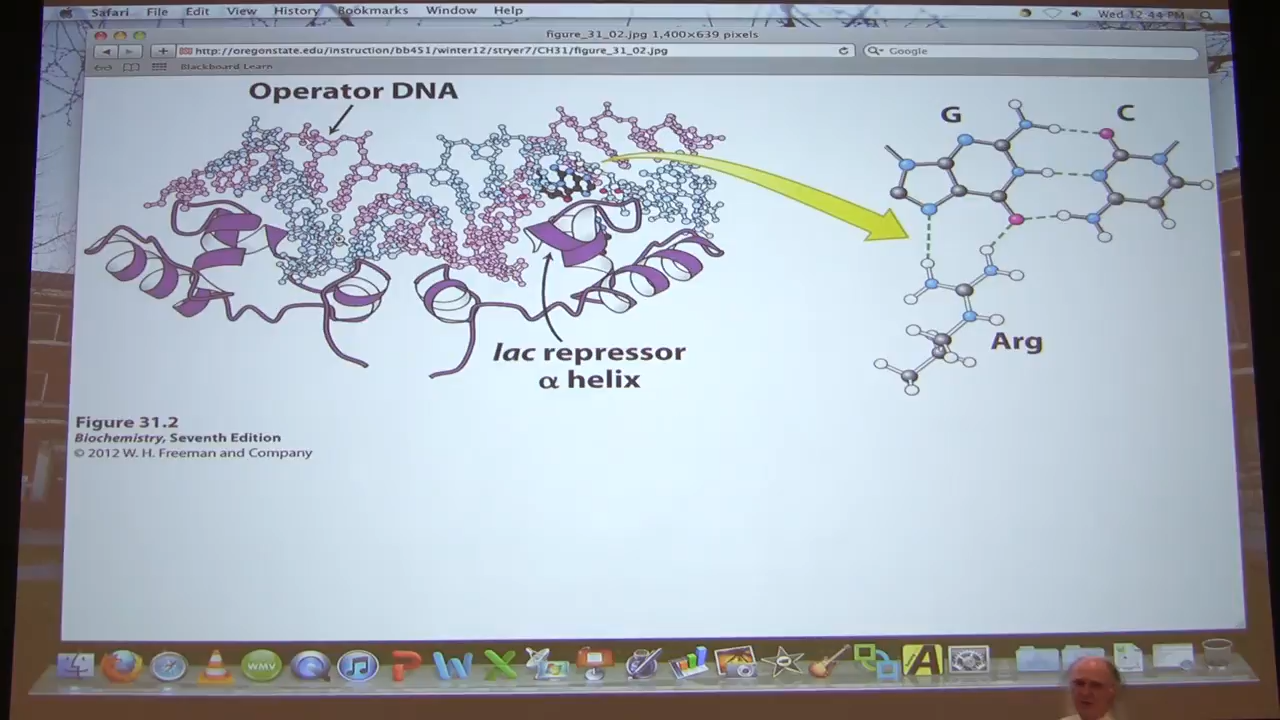 Safari File Edit View History Bookmarks Window Help
Wed 12:44 PM
figure_31_02.jpg 1,400×639 pixels
http://oregonstate.edu/instruction/bb451/winter12/stryer7/CH31/figure_31_02.jpg
Google
Blackboard Learn
Operator DNA
G
C
Arg
lac repressor
α helix
Figure 31.2
Biochemistry, Seventh Edition
© 2012 W. H. Freeman and Company
WMV